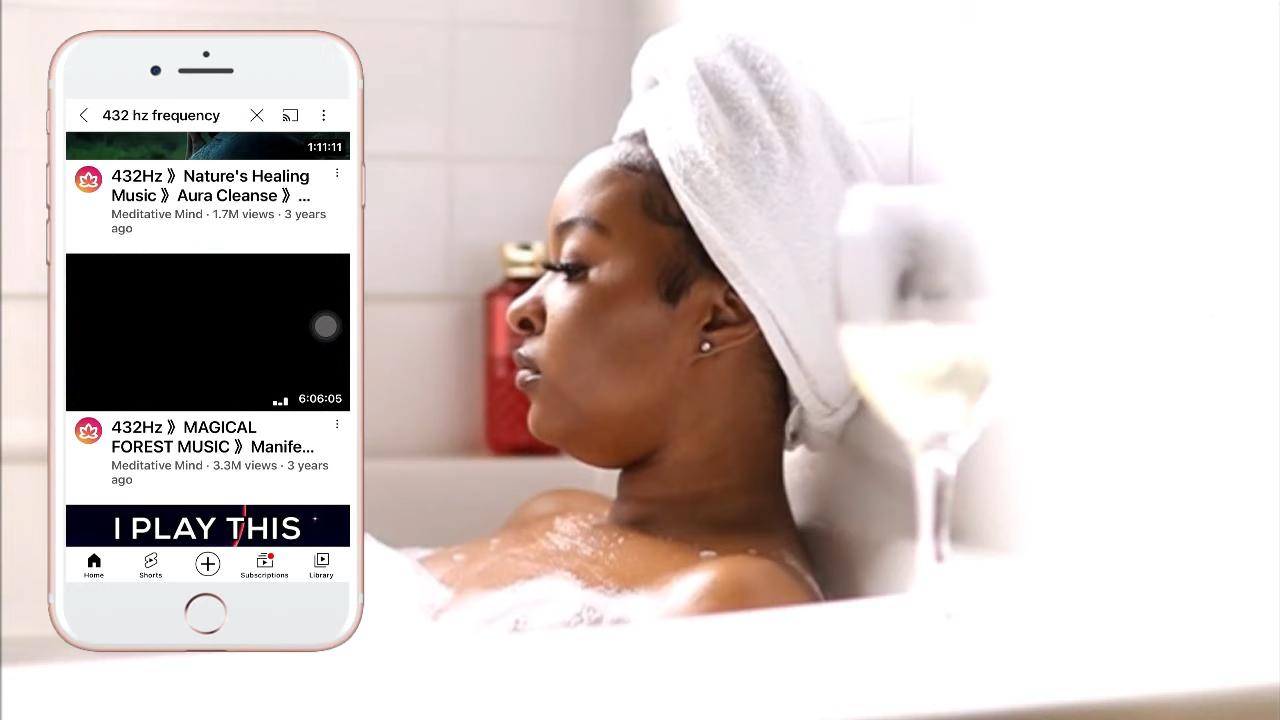 432 hz frequency
1:11:11
432Hz 》 Nature's Healing
Music 》 Aura Cleanse 》 ...
Meditative Mind · 1.7M views · 3 years
ago
6:06:05
432Hz 》 MAGICAL
FOREST MUSIC 》 Manife...
Meditative Mind · 3.3M views · 3 years
ago
I PLAY THIS
Home
Shorts
Subscriptions
Library